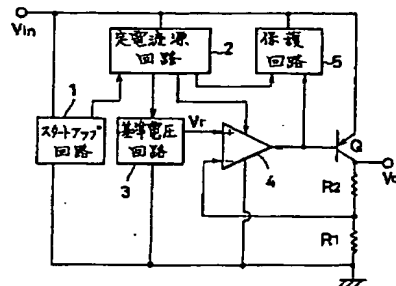 Vin
定電流源
回路
2
保護
回路
5
1
スタートアップ
回路
基準電圧
回路
3
Vr
+
-
4
Q
Vo
R2
R1